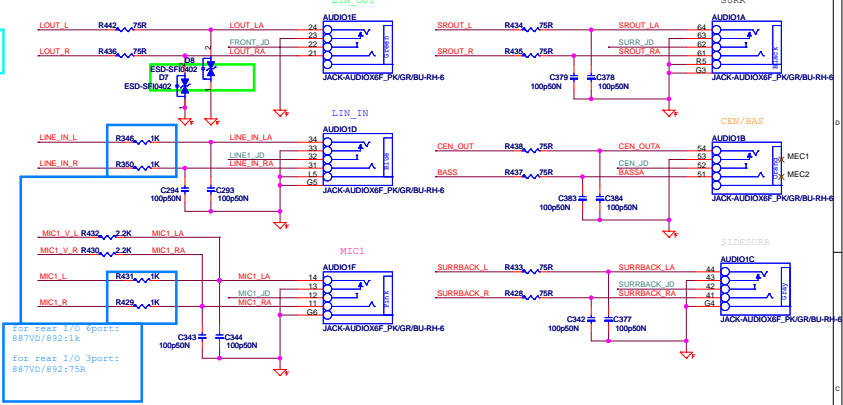 LIN_OUT
LOUT_L R442 75R LOUT_LA
LOUT_R R436 75R LOUT_RA
FRONT_JD
AUDIO1E
24
23
22
21
Green
2
D8
ESD-SFI0402
D7
ESD-SFI0402
1
1
F
F
F
JACK-AUDIOX6F_PK/GR/BU-RH-6
SURR
SROUT_L R434 75R SROUT_LA
SURR_JD
SROUT_R R435 75R SROUT_RA
AUDIO1A
64
63
62
61
R5
G3
Black
C379
100p50N
C378
100p50N
F
JACK-AUDIOX6F_PK/GR/BU-RH-6
D
LIN_IN
LINE_IN_L R346 1K LINE_IN_LA
LINE1_JD
LINE_IN_R R350 1K LINE_IN_RA
AUDIO1D
34
33
32
31
L5
G5
Blue
C294
100p50N
C293
100p50N
F
JACK-AUDIOX6F_PK/GR/BU-RH-6
CEN/BAS
CEN_OUT R438 75R CEN_OUTA
CEN_JD
BASS R437 75R BASSA
AUDIO1B
54
53
52
51
Orang
MEC1
MEC2
C383
100p50N
C384
100p50N
F
JACK-AUDIOX6F_PK/GR/BU-RH-6
MIC1_V_L R432 2.2K MIC1_LA
MIC1_V_R R430 2.2K MIC1_RA
MIC1
MIC1_L R431 1K MIC1_LA
MIC1_JD
MIC1_R R429 1K MIC1_RA
AUDIO1F
14
13
12
11
G6
Pink
C343
100p50N
C344
100p50N
F
JACK-AUDIOX6F_PK/GR/BU-RH-6
SIDESURR
SURRBACK_L R433 75R SURRBACK_LA
SURRBACK_JD
SURRBACK_R R428 75R SURRBACK_RA
AUDIO1C
44
43
42
41
G4
Gray
C342
100p50N
C377
100p50N
F
JACK-AUDIOX6F_PK/GR/BU-RH-6
for rear I/O 6port:
887VD/892:1k
for rear I/O 3port:
887VD/892:75R
C